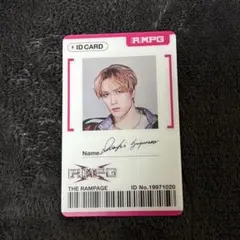 ID CARD
RMPG
Name.
RMPG
THE RAMPAGE
ID No.19971020